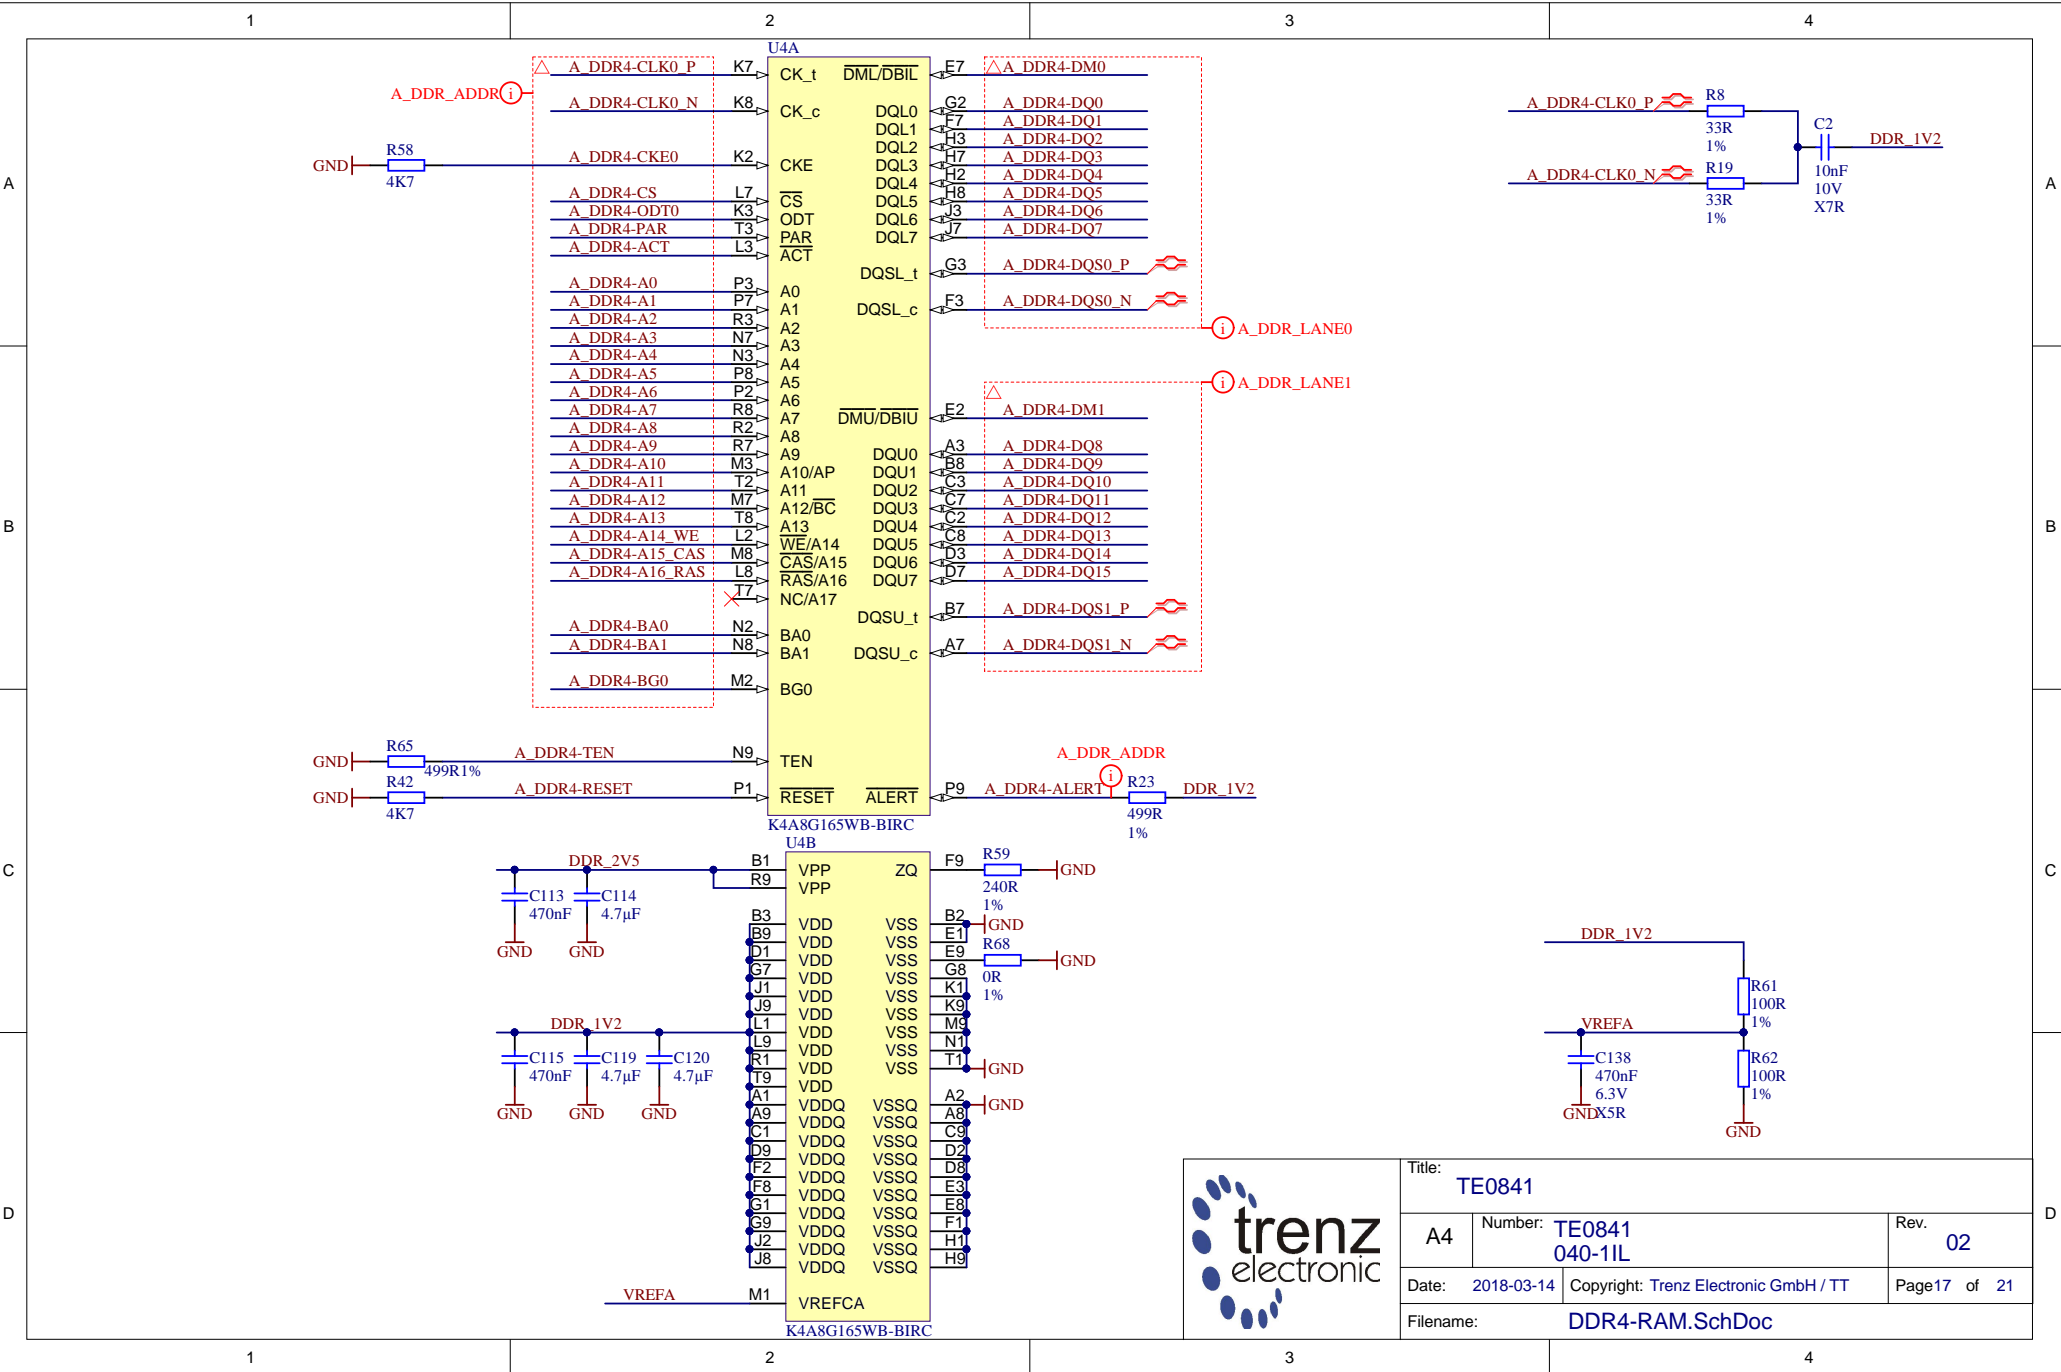 1 2 3 4
A A
B B
C C
D D
1 2 3 4
U4A
A_DDR_ADDR i
A_DDR4-CLK0_P K7 CK_t
A_DDR4-CLK0_N K8 CK_c
GND R58 4K7 A_DDR4-CKE0 K2 CKE
A_DDR4-CS L7 CS
A_DDR4-ODT0 K3 ODT
A_DDR4-PAR T3 PAR
A_DDR4-ACT L3 ACT
A_DDR4-A0 P3 A0
A_DDR4-A1 P7 A1
A_DDR4-A2 R3 A2
A_DDR4-A3 N7 A3
A_DDR4-A4 N3 A4
A_DDR4-A5 P8 A5
A_DDR4-A6 P2 A6
A_DDR4-A7 R8 A7
A_DDR4-A8 R2 A8
A_DDR4-A9 R7 A9
A_DDR4-A10 M3 A10/AP
A_DDR4-A11 T2 A11
A_DDR4-A12 M7 A12/BC
A_DDR4-A13 T8 A13
A_DDR4-A14_WE L2 WE/A14
A_DDR4-A15_CAS M8 CAS/A15
A_DDR4-A16_RAS L8 RAS/A16
T7 NC/A17
A_DDR4-BA0 N2 BA0
A_DDR4-BA1 N8 BA1
A_DDR4-BG0 M2 BG0
GND R65 499R1% A_DDR4-TEN N9 TEN
GND R42 4K7 A_DDR4-RESET P1 RESET
DML/DBIL E7 A_DDR4-DM0
DQL0 G2 A_DDR4-DQ0
DQL1 F7 A_DDR4-DQ1
DQL2 H3 A_DDR4-DQ2
DQL3 H7 A_DDR4-DQ3
DQL4 H2 A_DDR4-DQ4
DQL5 H8 A_DDR4-DQ5
DQL6 J3 A_DDR4-DQ6
DQL7 J7 A_DDR4-DQ7
DQSL_t G3 A_DDR4-DQS0_P
DQSL_c F3 A_DDR4-DQS0_N
i A_DDR_LANE0
i A_DDR_LANE1
DMU/DBIU E2 A_DDR4-DM1
DQU0 A3 A_DDR4-DQ8
DQU1 B8 A_DDR4-DQ9
DQU2 C3 A_DDR4-DQ10
DQU3 C7 A_DDR4-DQ11
DQU4 C2 A_DDR4-DQ12
DQU5 C8 A_DDR4-DQ13
DQU6 D3 A_DDR4-DQ14
DQU7 D7 A_DDR4-DQ15
DQSU_t B7 A_DDR4-DQS1_P
DQSU_c A7 A_DDR4-DQS1_N
A_DDR_ADDR
i
ALERT P9 A_DDR4-ALERT R23 DDR_1V2
499R
1%
K4A8G165WB-BIRC
A_DDR4-CLK0_P R8
33R
1%
A_DDR4-CLK0_N R19
33R
1%
C2 DDR_1V2
10nF
10V
X7R
U4B
DDR_2V5 B1 VPP
R9 VPP
C113 470nF GND
C114 4.7µF GND
B3 VDD
B9 VDD
D1 VDD
G7 VDD
J1 VDD
J9 VDD
DDR_1V2 L1 VDD
L9 VDD
R1 VDD
T9 VDD
C115 470nF GND
C119 4.7µF GND
C120 4.7µF GND
A1 VDDQ
A9 VDDQ
C1 VDDQ
D9 VDDQ
F2 VDDQ
F8 VDDQ
G1 VDDQ
G9 VDDQ
J2 VDDQ
J8 VDDQ
VREFA M1 VREFCA
ZQ F9 R59 GND
240R
1%
VSS B2 GND
VSS E1
VSS E9 R68 GND
0R
1%
VSS G8
VSS K1
VSS K9
VSS M9
VSS N1
VSS T1 GND
VSSQ A2 GND
VSSQ A8
VSSQ C9
VSSQ D2
VSSQ D8
VSSQ E3
VSSQ E8
VSSQ F1
VSSQ H1
VSSQ H9
K4A8G165WB-BIRC
DDR_1V2
R61
100R
1%
VREFA
C138
470nF
6.3V
X5R
GND
R62
100R
1%
GND
trenz
electronic
Title:
TE0841
A4 Number: TE0841
040-1IL
Rev.
02
Date: 2018-03-14 Copyright: Trenz Electronic GmbH / TT Page17 of 21
Filename: DDR4-RAM.SchDoc